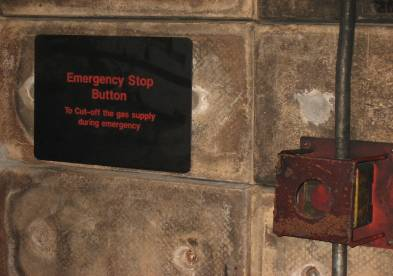 Emergency Stop
Button
To Cut-off the gas supply
during emergency